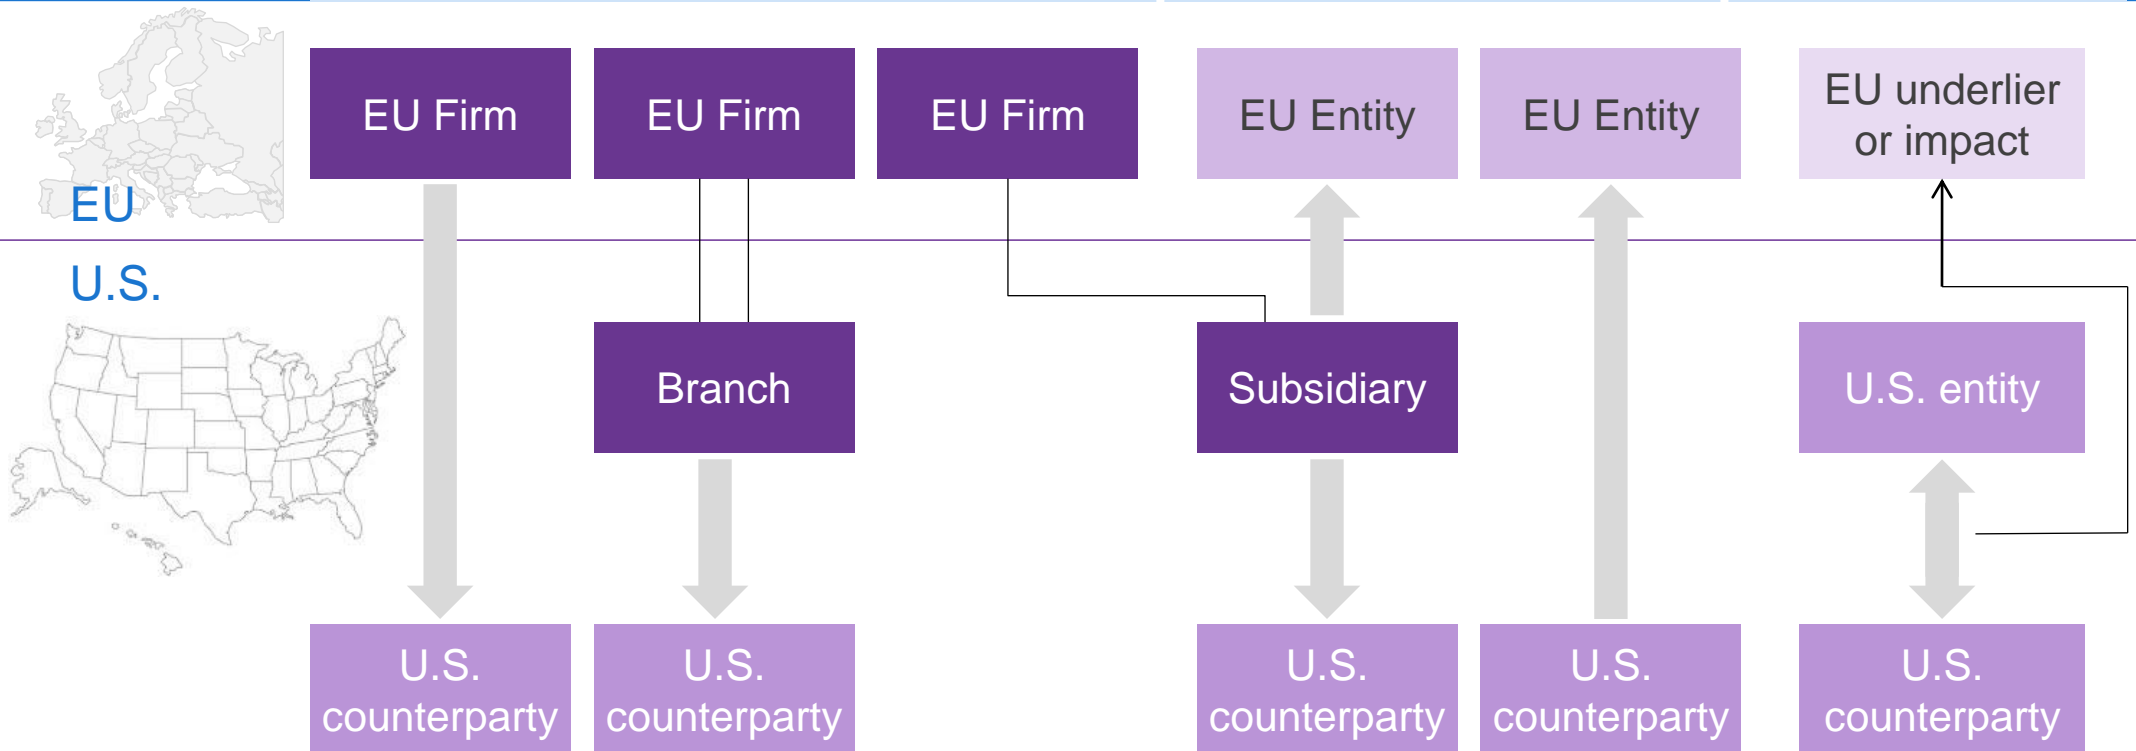 EU Firm
EU Firm
EU Firm
EU Entity
EU Entity
EU underlier
or impact
EU
U.S.
Branch
Subsidiary
U.S. entity
U.S.
counterparty
U.S.
counterparty
U.S.
counterparty
U.S.
counterparty
U.S.
counterparty